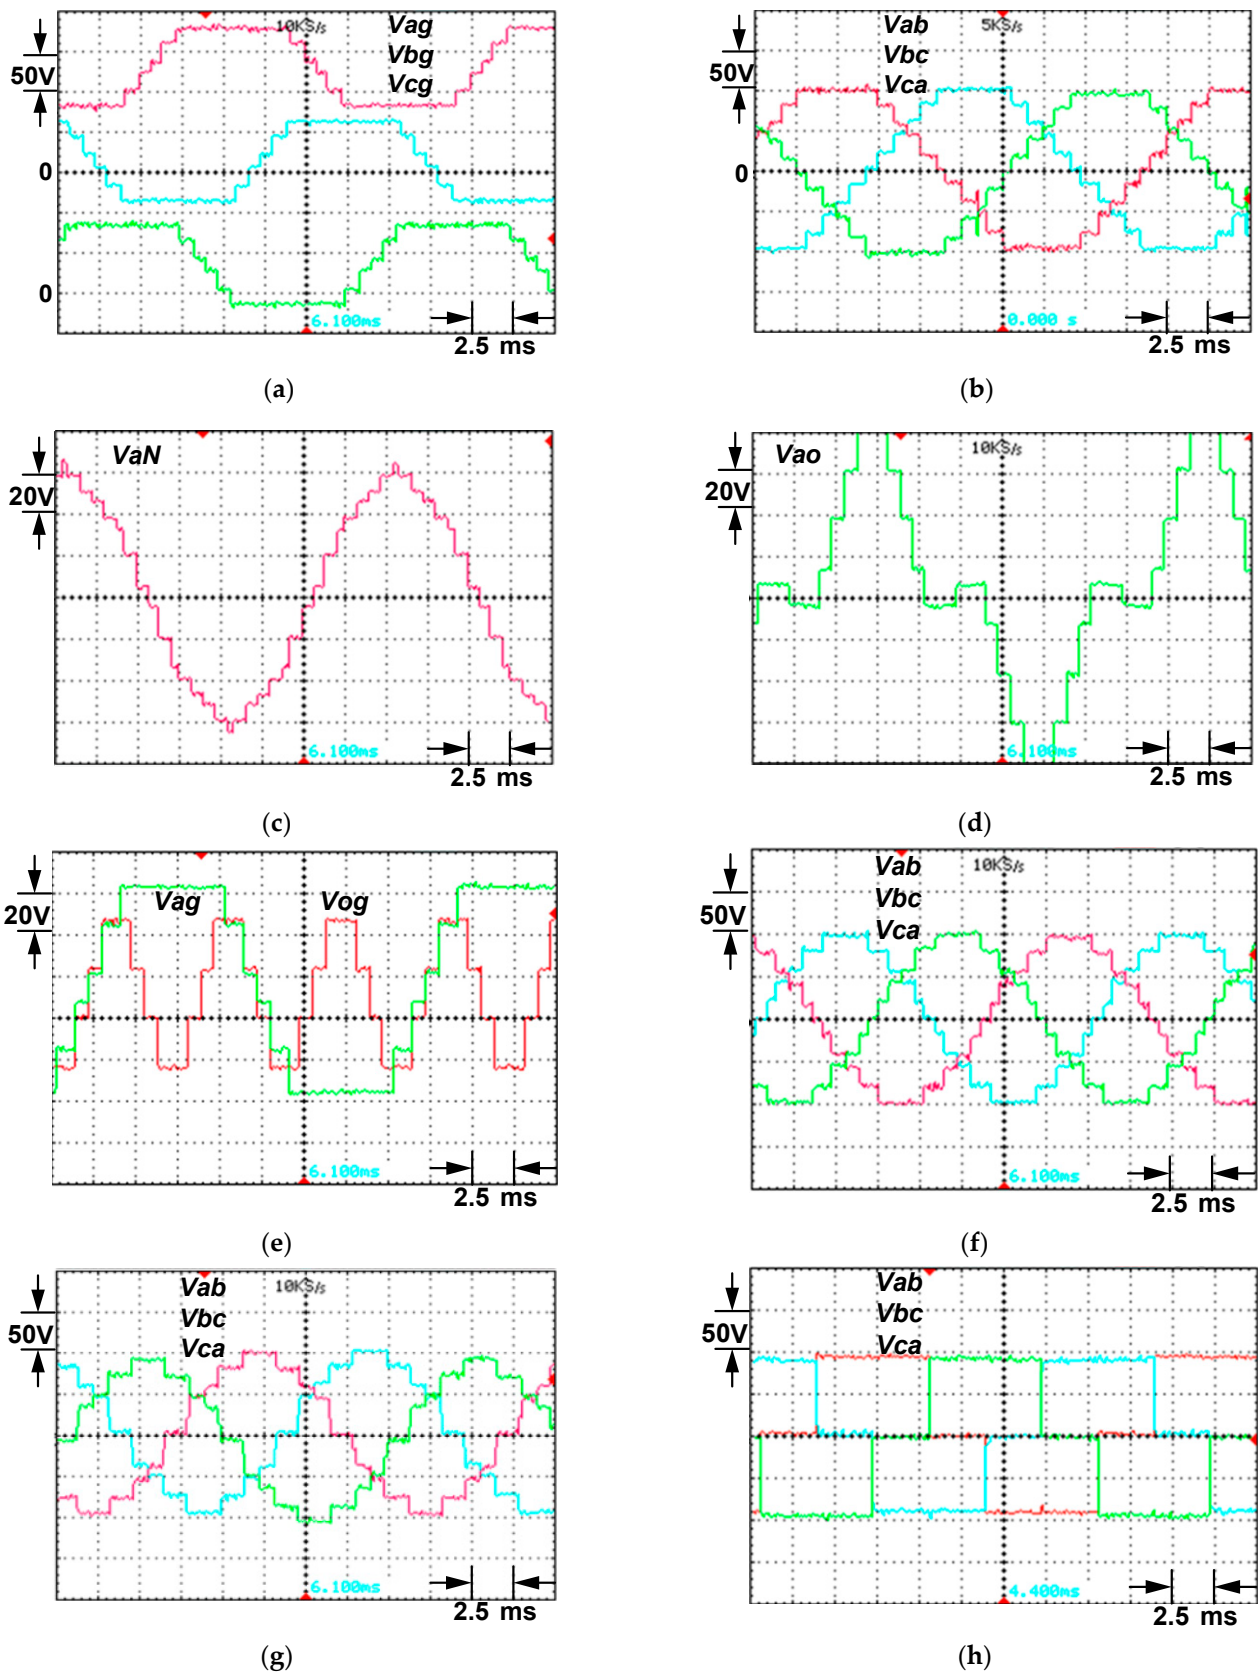 10KS/s
Vag
Vbg
Vcg
50V
0
0
6.100ms
2.5 ms
(a)
5KS/s
Vab
Vbc
Vca
50V
0
0.000 s
2.5 ms
(b)
VaN
20V
6.100ms
2.5 ms
(c)
10KS/s
Vao
20V
6.100ms
2.5 ms
(d)
20V
Vag Vog
6.100ms
2.5 ms
(e)
10KS/s
Vab
Vbc
Vca
50V
6.100ms
2.5 ms
(f)
10KS/s
Vab
Vbc
Vca
50V
6.100ms
2.5 ms
(g)
Vab
Vbc
Vca
50V
4.400ms
2.5 ms
(h)